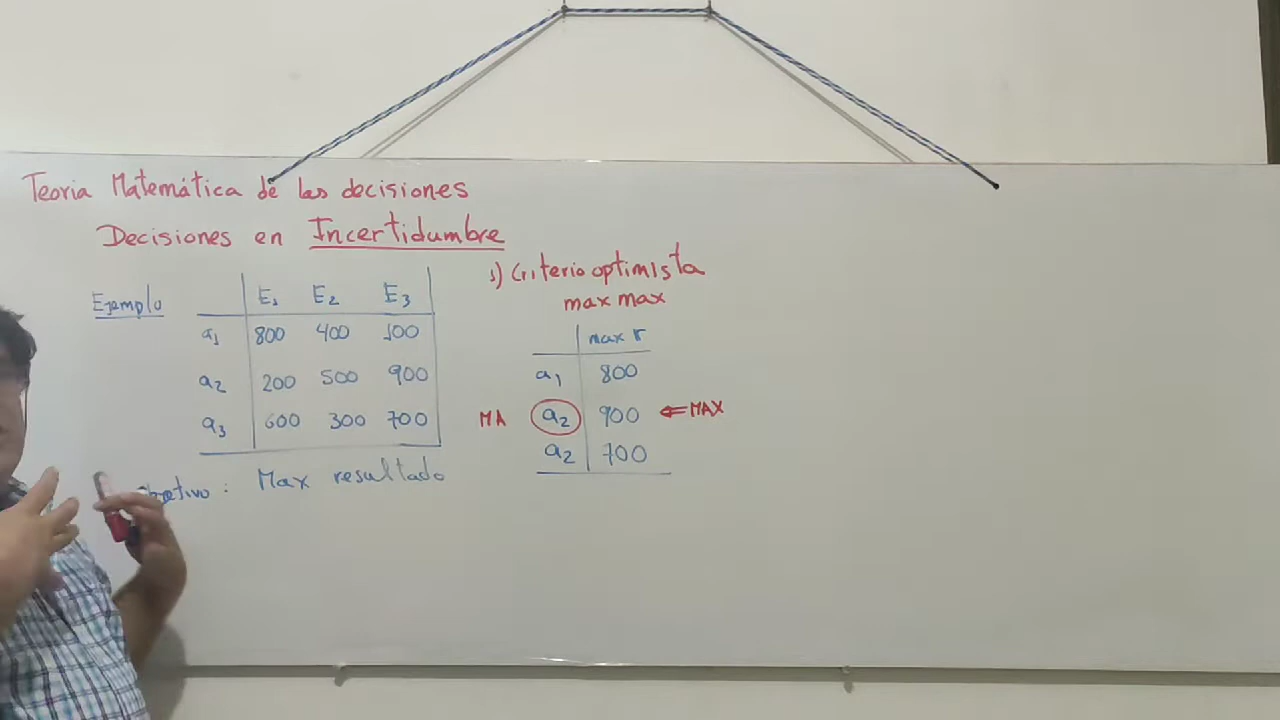 Teoria Matemática de las decisiones
Decisiones en Incertidumbre
Ejemplo
E1 E2 E3
a1 800 400 100
a2 200 500 900
a3 600 300 700
Objetivo: Max resultado
1) Criterio optimista
max max
max r
a1 800
MA a2 900 ⇐ MAX
a2 700